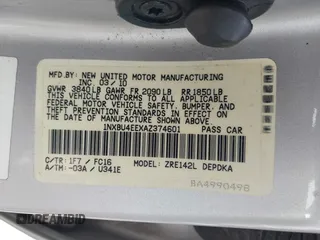 MFD.BY: NEW UNITED MOTOR MANUFACTURING
INC. 03/10
GVWR 3840LB GAWR FR 2090LB RR 1850LB
THIS VEHICLE CONFORMS TO ALL APPLICABLE
FEDERAL MOTOR VEHICLE SAFETY, BUMPER, AND
THEFT PREVENTION STANDARDS IN EFFECT ON
THE DATE OF MANUFACTURE SHOWN ABOVE.
1NXBU4EEXAZ374601 PASS CAR
C/TR: 1F7 / FC16 MODEL: ZRE142L DEPDKA
A/TM: -03A / U341E
BA4990498
DREAMBID